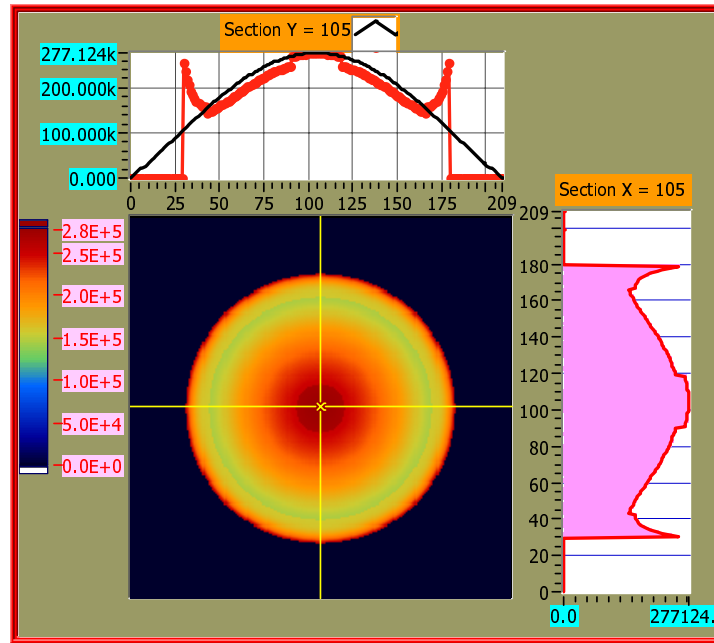 Section Y = 105
277.124k
200.000k
100.000k
0.000
0 25 50 75 100 125 150 175 209
Section X = 105
2.8E+5
2.5E+5
2.0E+5
1.5E+5
1.0E+5
5.0E+4
0.0E+0
209
180
160
140
120
100
80
60
40
20
0
0.0 277124.